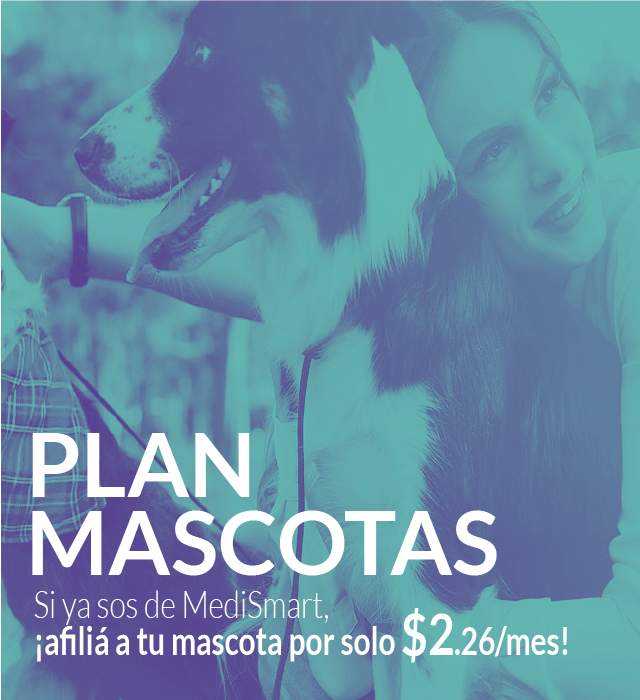 PLAN
MASCOTAS
Si ya sos de MediSmart,
¡afiliá a tu mascota por solo $2.26/mes!